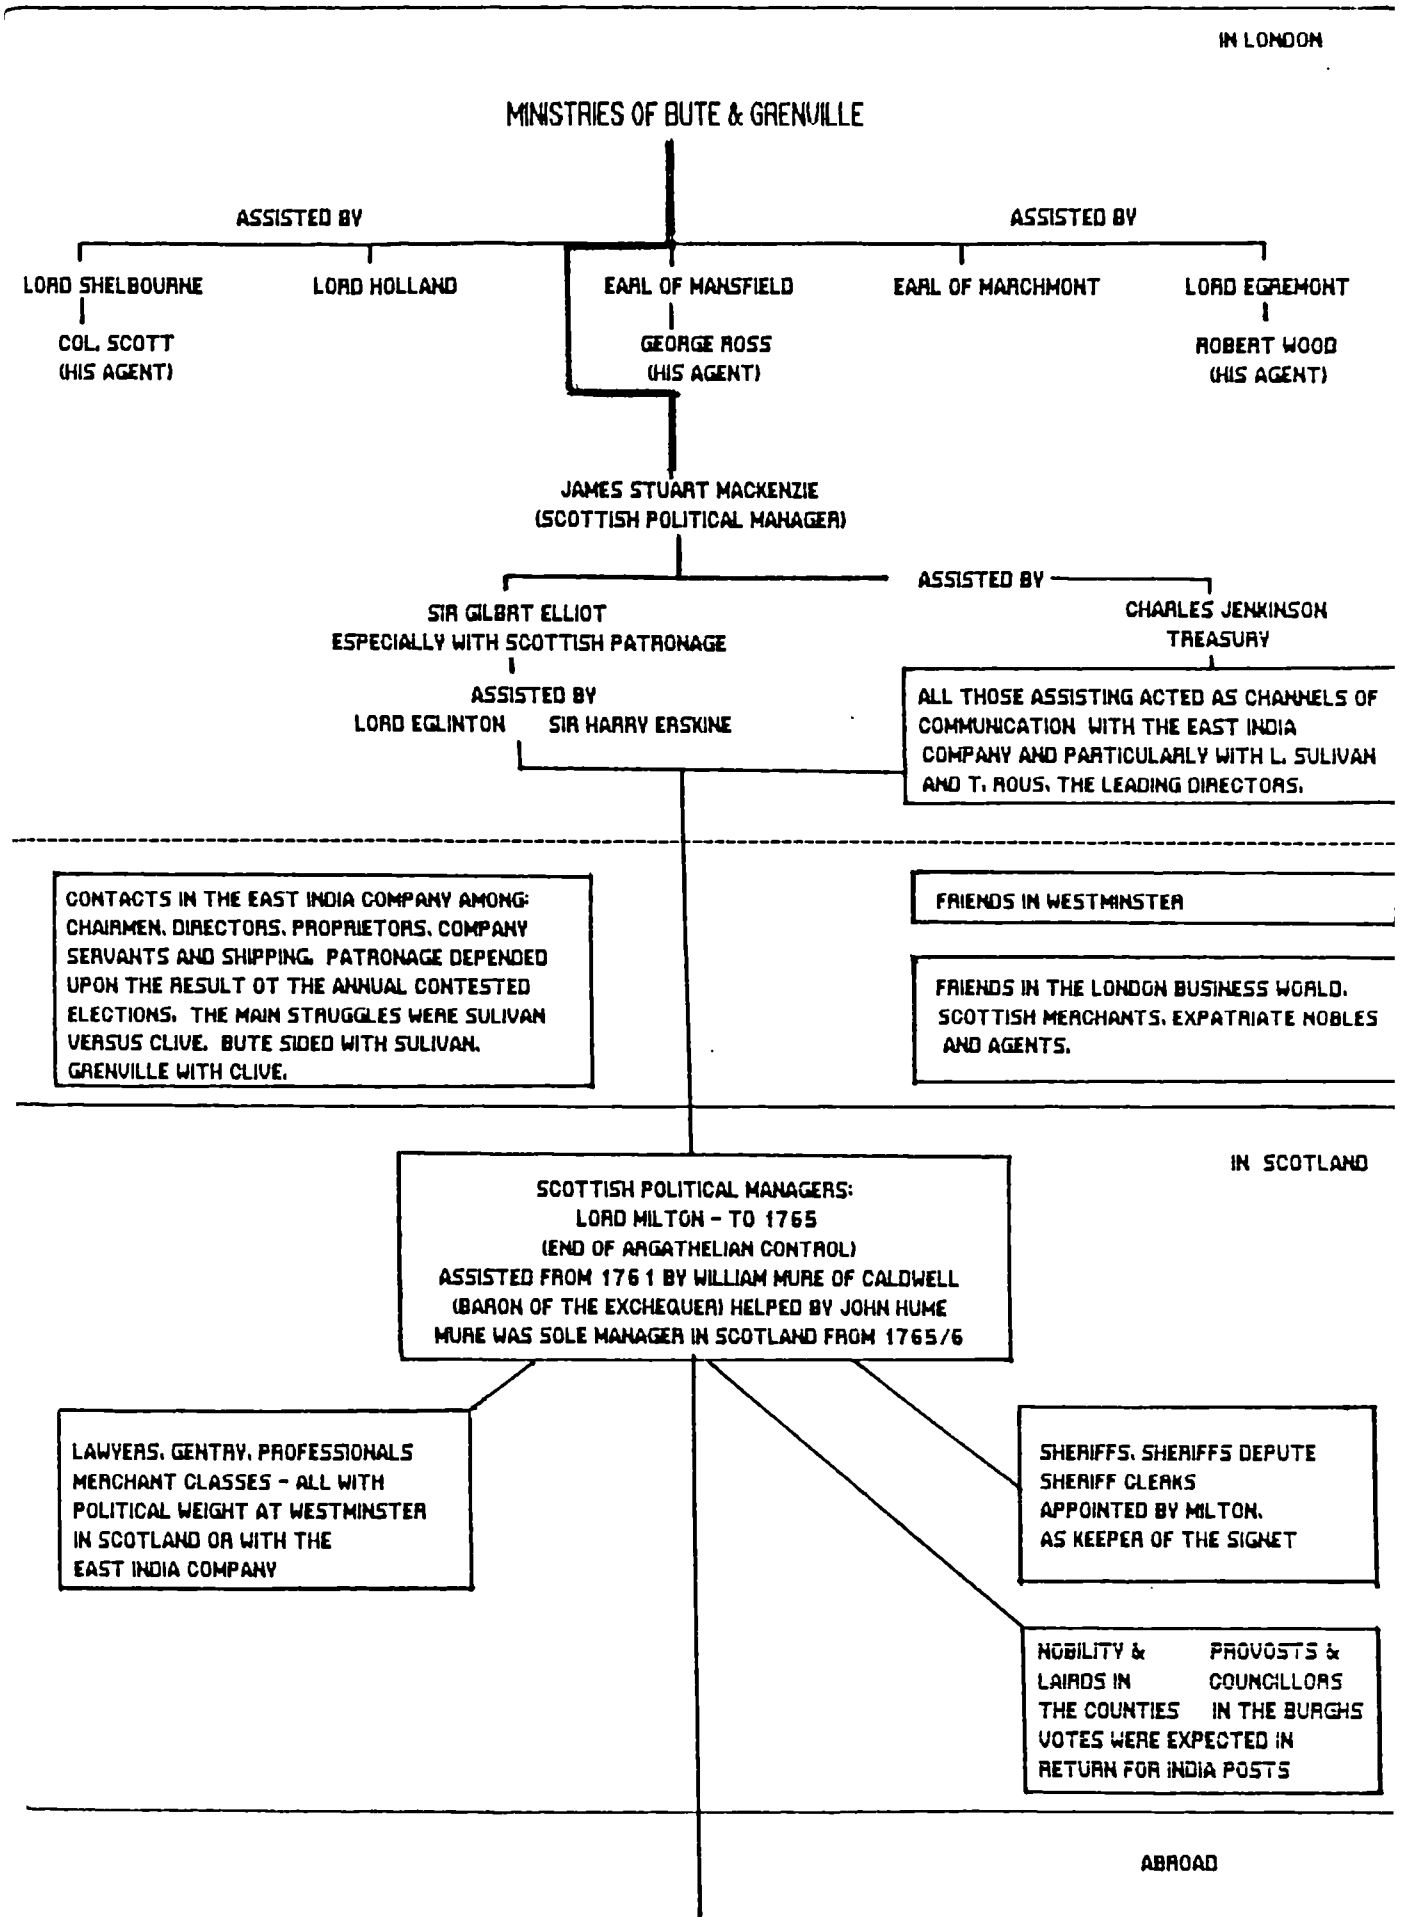 IN LONDON
MINISTRIES OF BUTE & GRENVILLE
ASSISTED BY
ASSISTED BY
LORD SHELBOURNE
LORD HOLLAND
EARL OF MANSFIELD
EARL OF MARCHMONT
LORD EGREMONT
COL. SCOTT
(HIS AGENT)
GEORGE ROSS
(HIS AGENT)
ROBERT WOOD
(HIS AGENT)
JAMES STUART MACKENZIE
(SCOTTISH POLITICAL MANAGER)
ASSISTED BY
SIR GILBRT ELLIOT
ESPECIALLY WITH SCOTTISH PATRONAGE
CHARLES JENKINSON
TREASURY
ASSISTED BY
LORD EGLINTON SIR HARRY ERSKINE
ALL THOSE ASSISTING ACTED AS CHANNELS OF
COMMUNICATION WITH THE EAST INDIA
COMPANY AND PARTICULARLY WITH L. SULIVAN
AND T. ROUS, THE LEADING DIRECTORS.
CONTACTS IN THE EAST INDIA COMPANY AMONG:
CHAIRMEN, DIRECTORS, PROPRIETORS, COMPANY
SERVANTS AND SHIPPING. PATRONAGE DEPENDED
UPON THE RESULT OT THE ANNUAL CONTESTED
ELECTIONS. THE MAIN STRUGGLES WERE SULIVAN
VERSUS CLIVE. BUTE SIDED WITH SULIVAN,
GRENVILLE WITH CLIVE.
FRIENDS IN WESTMINSTER
FRIENDS IN THE LONDON BUSINESS WORLD,
SCOTTISH MERCHANTS, EXPATRIATE NOBLES
AND AGENTS.
IN SCOTLAND
SCOTTISH POLITICAL MANAGERS:
LORD MILTON - TO 1765
(END OF ARGATHELIAN CONTROL)
ASSISTED FROM 1761 BY WILLIAM MURE OF CALDWELL
(BARON OF THE EXCHEQUER) HELPED BY JOHN HUME
MURE WAS SOLE MANAGER IN SCOTLAND FROM 1765/6
LAWYERS, GENTRY, PROFESSIONALS
MERCHANT CLASSES - ALL WITH
POLITICAL WEIGHT AT WESTMINSTER
IN SCOTLAND OR WITH THE
EAST INDIA COMPANY
SHERIFFS, SHERIFFS DEPUTE
SHERIFF CLERKS
APPOINTED BY MILTON,
AS KEEPER OF THE SIGNET
NOBILITY & PROVOSTS &
LAIRDS IN COUNCILLORS
THE COUNTIES IN THE BURGHS
VOTES WERE EXPECTED IN
RETURN FOR INDIA POSTS
ABROAD